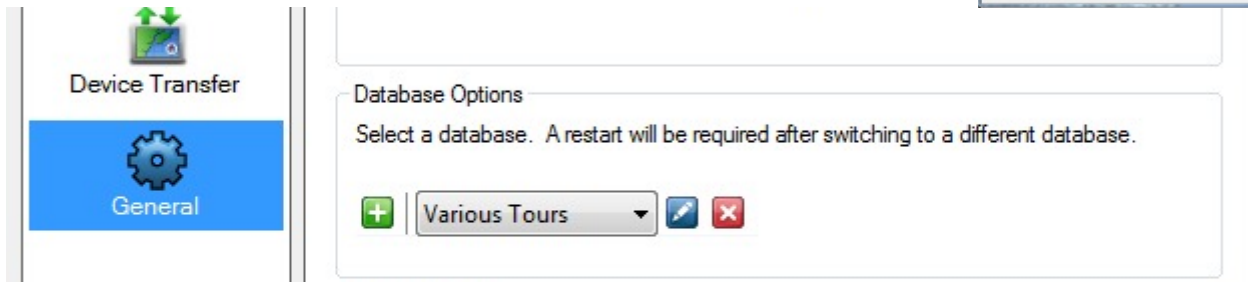 Device Transfer
General
Database Options
Select a database.  A restart will be required after switching to a different database.
Various Tours